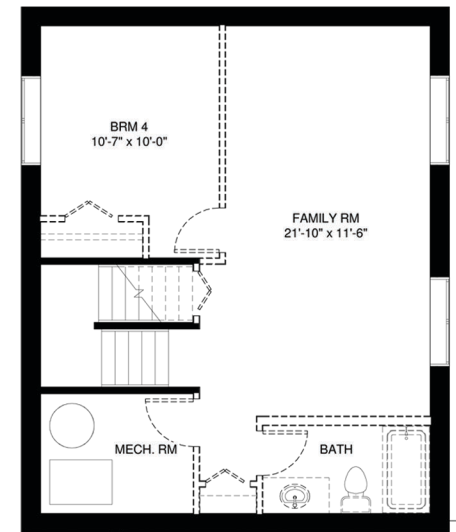 BRM 4
10'-7" x 10'-0"
FAMILY RM
21'-10" x 11'-6"
MECH. RM
BATH